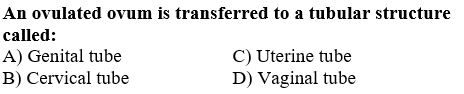 An ovulated ovum is transferred to a tubular structure
called:
A) Genital tube C) Uterine tube
B) Cervical tube D) Vaginal tube